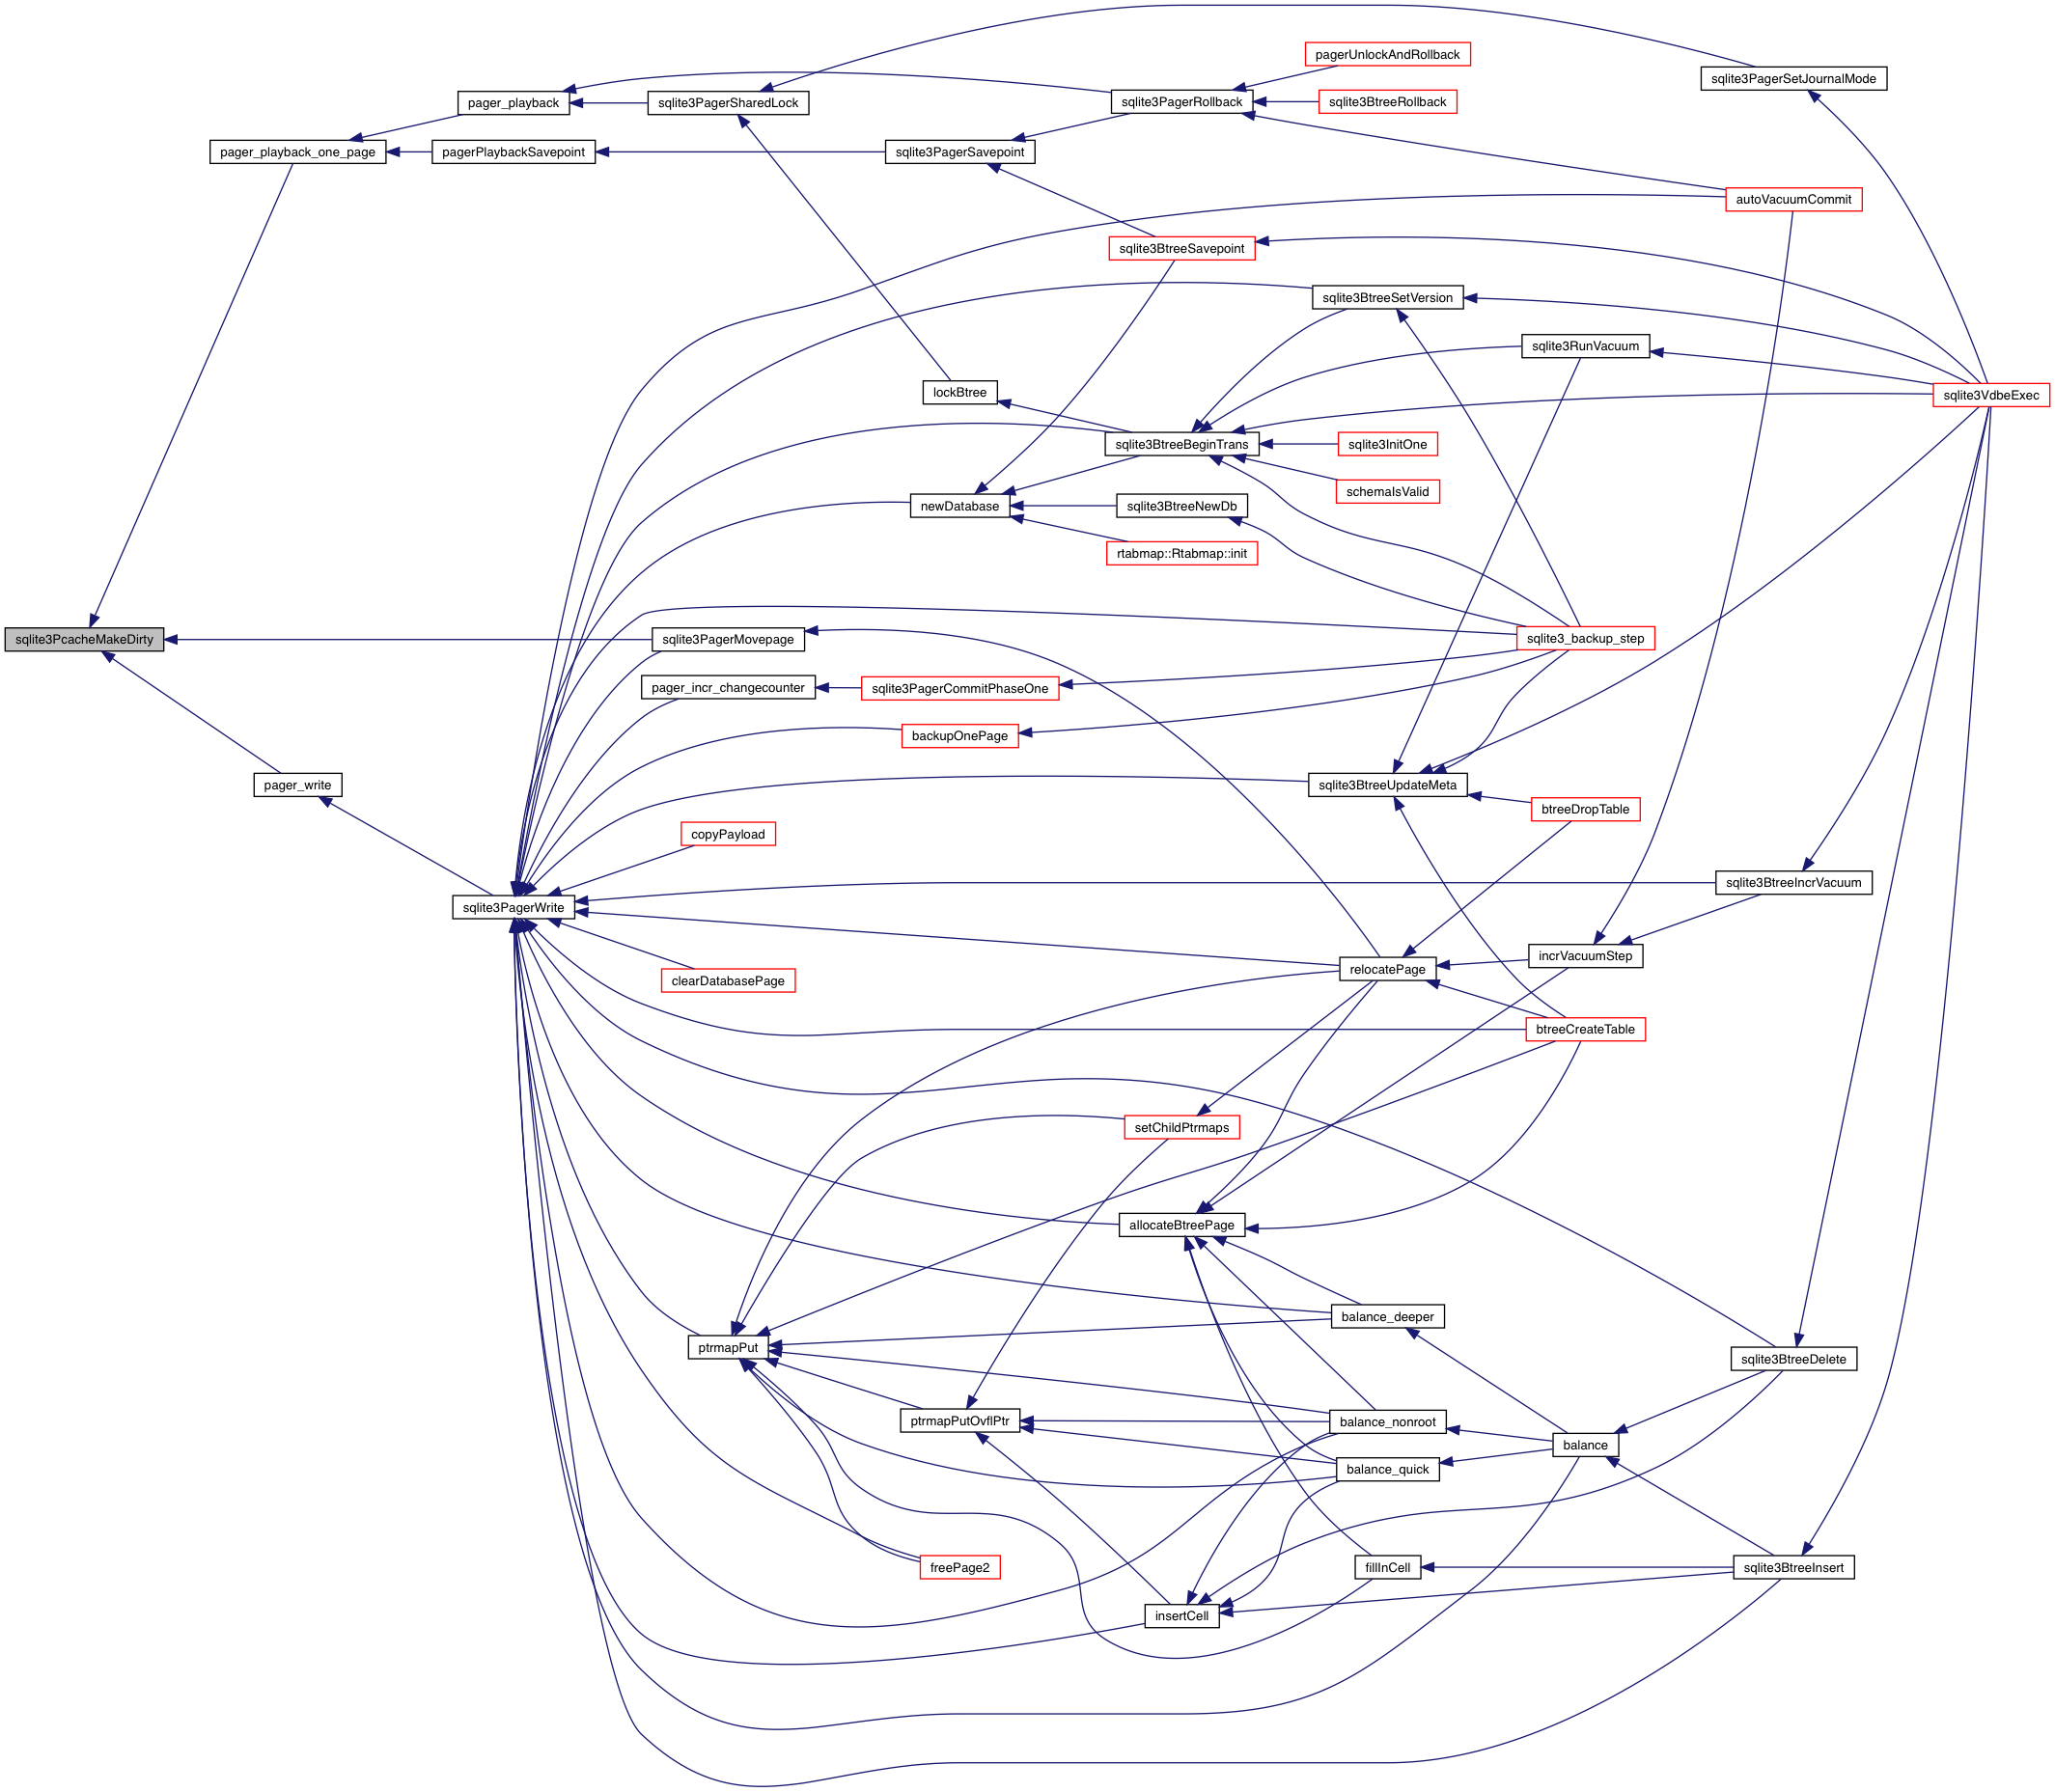 pagerUnlockAndRollback
sqlite3PagerSetJournalMode
pager_playback
sqlite3PagerSharedLock
sqlite3PagerRollback
sqlite3BtreeRollback
pager_playback_one_page
pagerPlaybackSavepoint
sqlite3PagerSavepoint
autoVacuumCommit
sqlite3BtreeSavepoint
sqlite3BtreeSetVersion
sqlite3RunVacuum
lockBtree
sqlite3VdbeExec
sqlite3BtreeBeginTrans
sqlite3InitOne
schemaIsValid
newDatabase
sqlite3BtreeNewDb
rtabmap::Rtabmap::init
sqlite3PcacheMakeDirty
sqlite3PagerMovepage
sqlite3_backup_step
pager_incr_changecounter
sqlite3PagerCommitPhaseOne
backupOnePage
pager_write
sqlite3BtreeUpdateMeta
btreeDropTable
copyPayload
sqlite3BtreeIncrVacuum
sqlite3PagerWrite
incrVacuumStep
relocatePage
clearDatabasePage
btreeCreateTable
setChildPtrmaps
allocateBtreePage
balance_deeper
ptrmapPut
sqlite3BtreeDelete
ptrmapPutOvflPtr
balance_nonroot
balance
balance_quick
freePage2
fillInCell
sqlite3BtreeInsert
insertCell